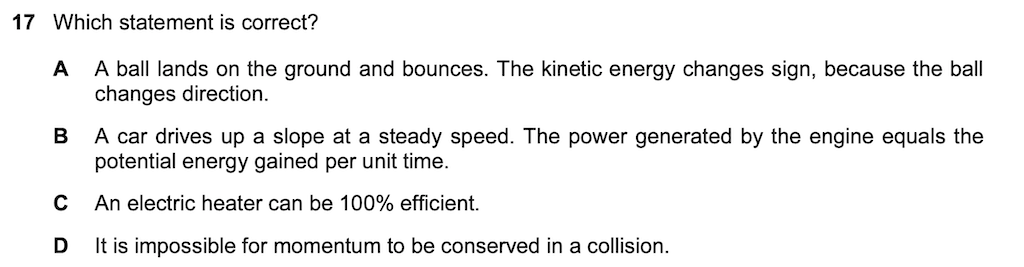 17 Which statement is correct?
A A ball lands on the ground and bounces. The kinetic energy changes sign, because the ball
changes direction.
B A car drives up a slope at a steady speed. The power generated by the engine equals the
potential energy gained per unit time.
C An electric heater can be 100% efficient.
D It is impossible for momentum to be conserved in a collision.